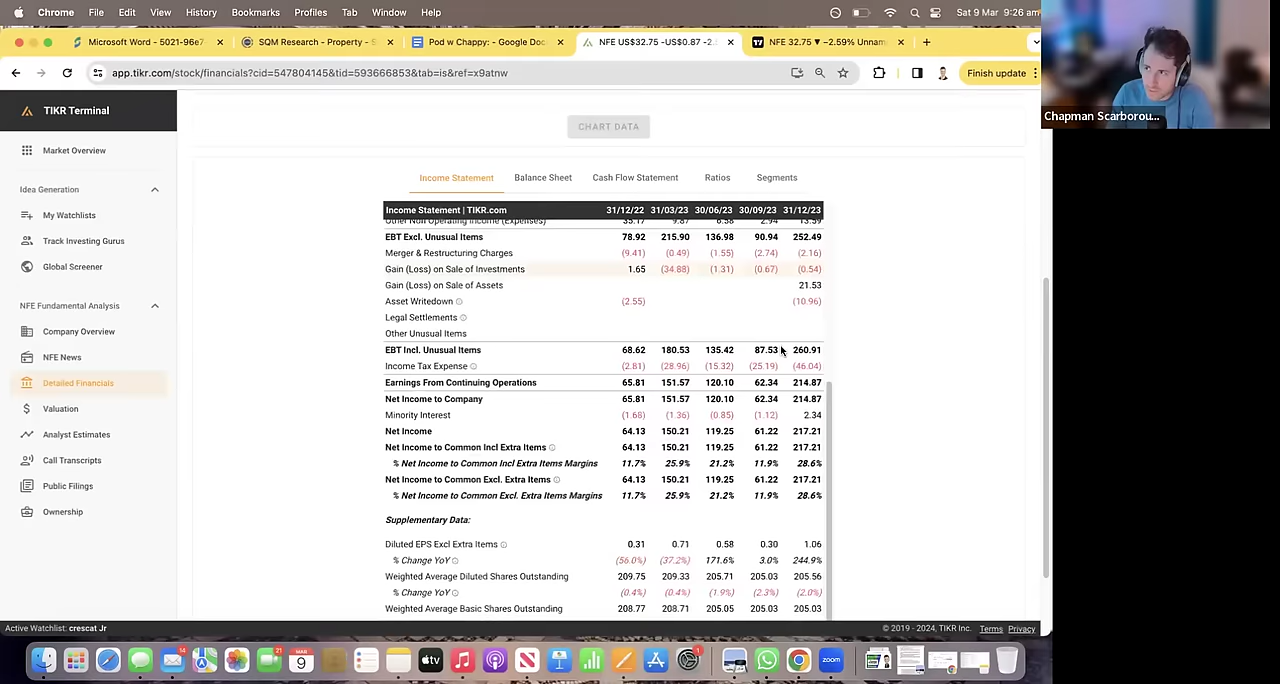 Chrome File Edit View History Bookmarks Profiles Tab Window Help Sat 9 Mar 9:26 am
Microsoft Word - 5021-96e7 SQM Research - Property - S Pod w Chappy: - Google Doc NFE US$32.75 -US$0.87 -2. NFE 32.75 ▼ −2.59% Unnam
app.tikr.com/stock/financials?cid=547804145&tid=593666853&tab=is&ref=x9atnw Finish update
Chapman Scarborou...
TIKR Terminal
Market Overview
Idea Generation
My Watchlists
Track Investing Gurus
Global Screener
NFE Fundamental Analysis
Company Overview
NFE News
Detailed Financials
Valuation
Analyst Estimates
Call Transcripts
Public Filings
Ownership
CHART DATA
Income Statement Balance Sheet Cash Flow Statement Ratios Segments
Income Statement | TIKR.com 31/12/22 31/03/23 30/06/23 30/09/23 31/12/23
Other Non Operating Income (Expenses) 35.17 9.87 6.58 2.94 13.59
EBT Excl. Unusual Items 78.92 215.90 136.98 90.94 252.49
Merger & Restructuring Charges (9.41) (0.49) (1.55) (2.74) (2.16)
Gain (Loss) on Sale of Investments 1.65 (34.88) (1.31) (0.67) (0.54)
Gain (Loss) on Sale of Assets 21.53
Asset Writedown (2.55) (10.96)
Legal Settlements
Other Unusual Items
EBT Incl. Unusual Items 68.62 180.53 135.42 87.53 260.91
Income Tax Expense (2.81) (28.96) (15.32) (25.19) (46.04)
Earnings From Continuing Operations 65.81 151.57 120.10 62.34 214.87
Net Income to Company 65.81 151.57 120.10 62.34 214.87
Minority Interest (1.68) (1.36) (0.85) (1.12) 2.34
Net Income 64.13 150.21 119.25 61.22 217.21
Net Income to Common Incl Extra Items 64.13 150.21 119.25 61.22 217.21
% Net Income to Common Incl Extra Items Margins 11.7% 25.9% 21.2% 11.9% 28.6%
Net Income to Common Excl. Extra Items 64.13 150.21 119.25 61.22 217.21
% Net Income to Common Excl. Extra Items Margins 11.7% 25.9% 21.2% 11.9% 28.6%
Supplementary Data:
Diluted EPS Excl Extra Items 0.31 0.71 0.58 0.30 1.06
% Change YoY (56.0%) (37.2%) 171.6% 3.0% 244.9%
Weighted Average Diluted Shares Outstanding 209.75 209.33 205.71 205.03 205.56
% Change YoY (0.4%) (0.4%) (1.9%) (2.3%) (2.0%)
Weighted Average Basic Shares Outstanding 208.77 208.71 205.05 205.03 205.03
Active Watchlist: crescat Jr © 2019 - 2024, TIKR Inc. Terms Privacy